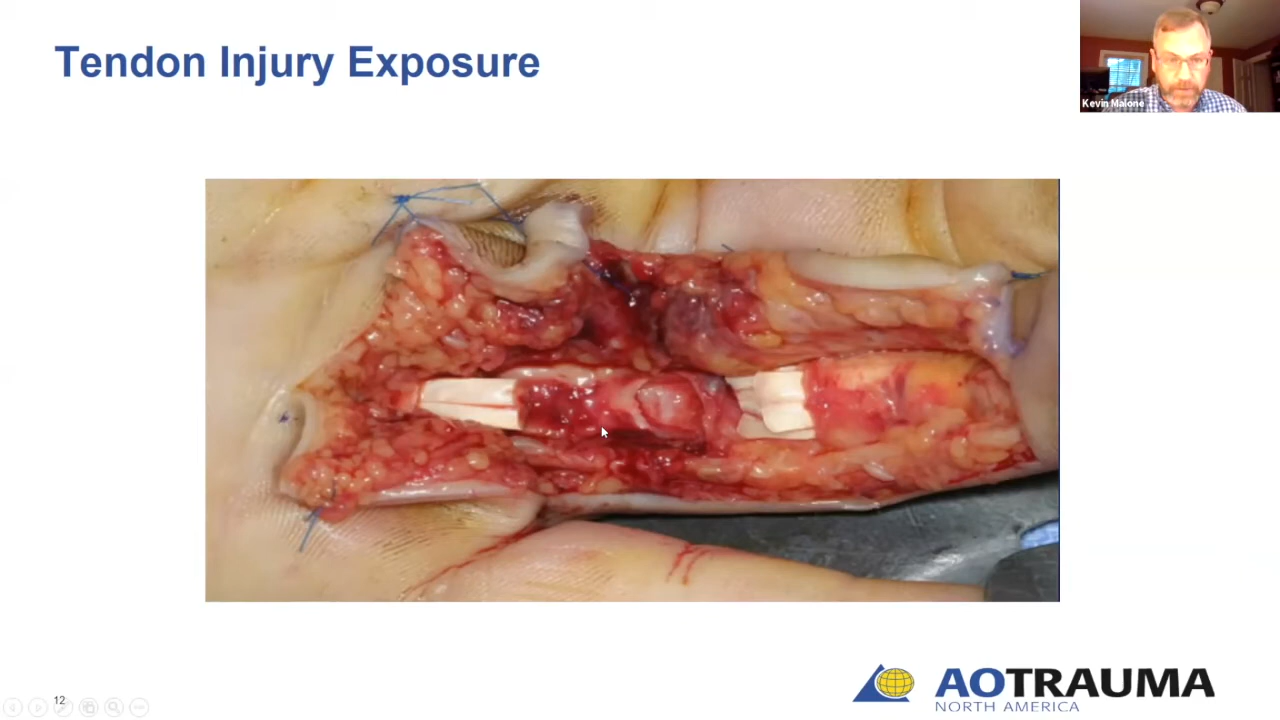 Tendon Injury Exposure
Kevin Malone
12
AOTRAUMA
NORTH AMERICA